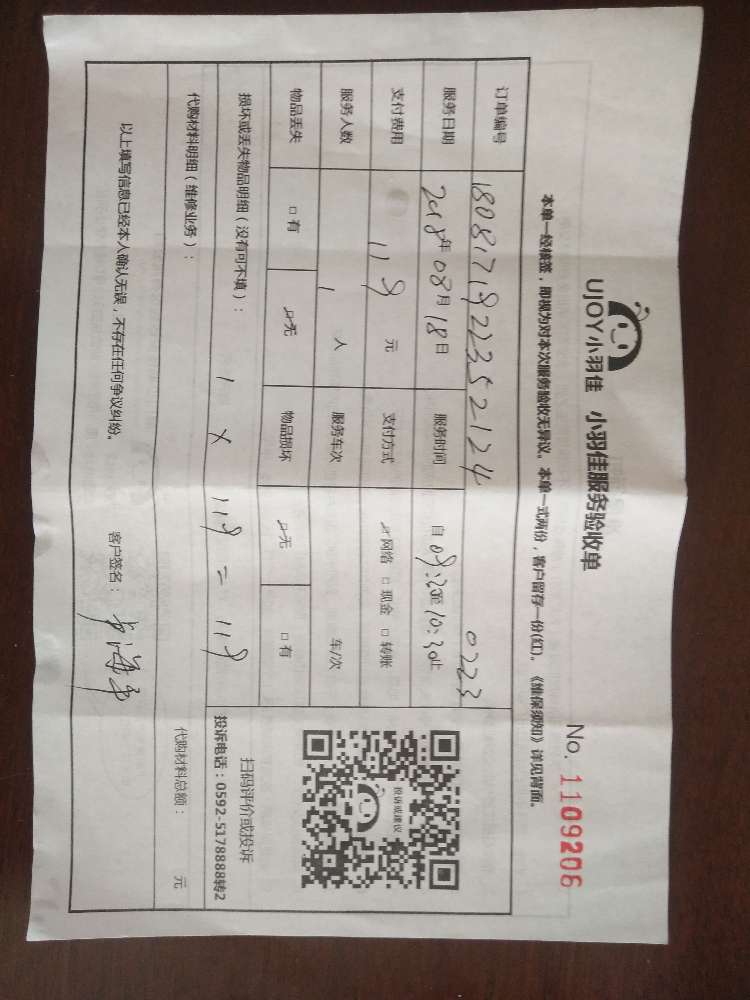 UJOY小羽佳 小羽佳服务验收单
No. 1109206
本单一经核签，即视为对本次服务验收无异议。本单一式两份，客户留存一份(红)。《维保须知》详见背面。
订单编号 1808171922352124 0223
服务日期 2018年08月18日 服务时间 自08:30至10:30止
支付费用 119元 支付方式 ☑网络 □现金 □转账
服务人数 1人 服务车次 车/次
物品丢失 □有 ☑无 物品损坏 ☑无 □有
损坏或丢失物品明细（没有可不填）：
1 × 119 = 119
投诉或建议
扫码评价或投诉
投诉电话：0592-5178888转2
代购材料明细（维修业务）：
代购材料总额： 元
以上填写信息已经本人确认无误，不存在任何争议纠纷。 客户签名：